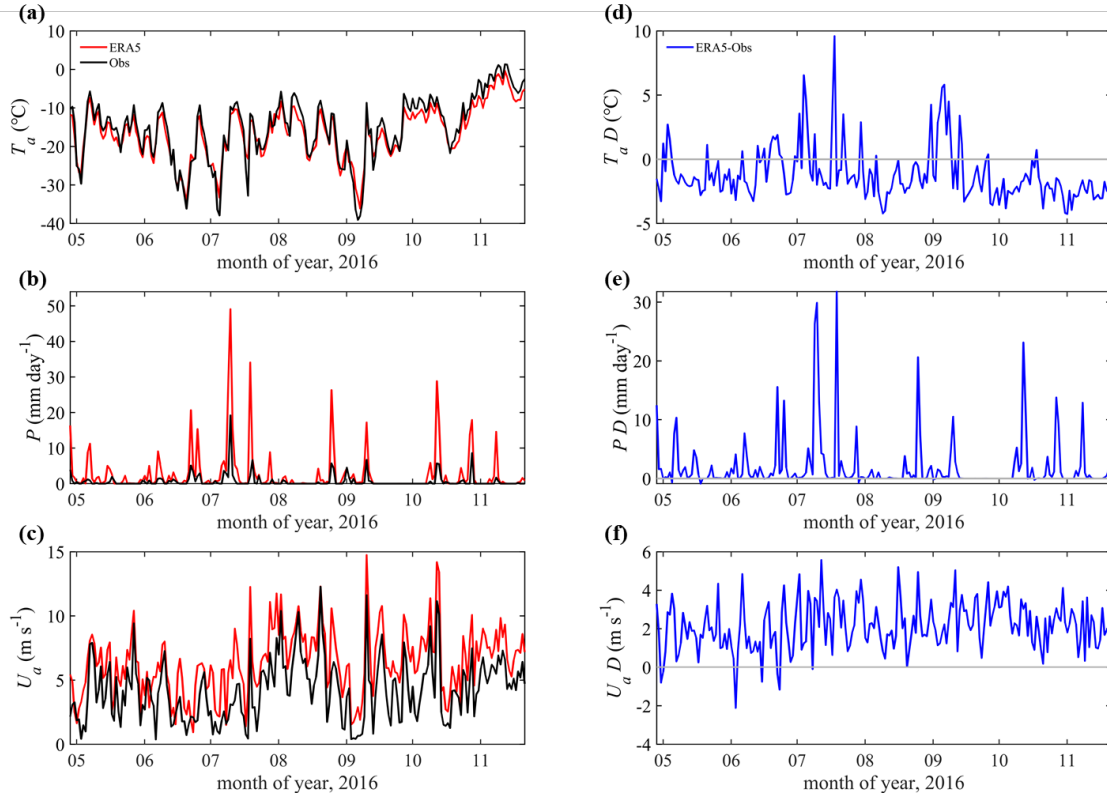 (a)
10
0
-10
-20
-30
-40
Ta (°C)
ERA5
Obs
05 06 07 08 09 10 11
month of year, 2016
(d)
10
5
0
-5
Ta D (°C)
ERA5-Obs
05 06 07 08 09 10 11
month of year, 2016
(b)
50
40
30
20
10
0
P (mm day-1)
05 06 07 08 09 10 11
month of year, 2016
(e)
30
20
10
0
P D (mm day-1)
05 06 07 08 09 10 11
month of year, 2016
(c)
15
10
5
0
Ua (m s-1)
05 06 07 08 09 10 11
month of year, 2016
(f)
6
4
2
0
-2
-4
Ua D (m s-1)
05 06 07 08 09 10 11
month of year, 2016